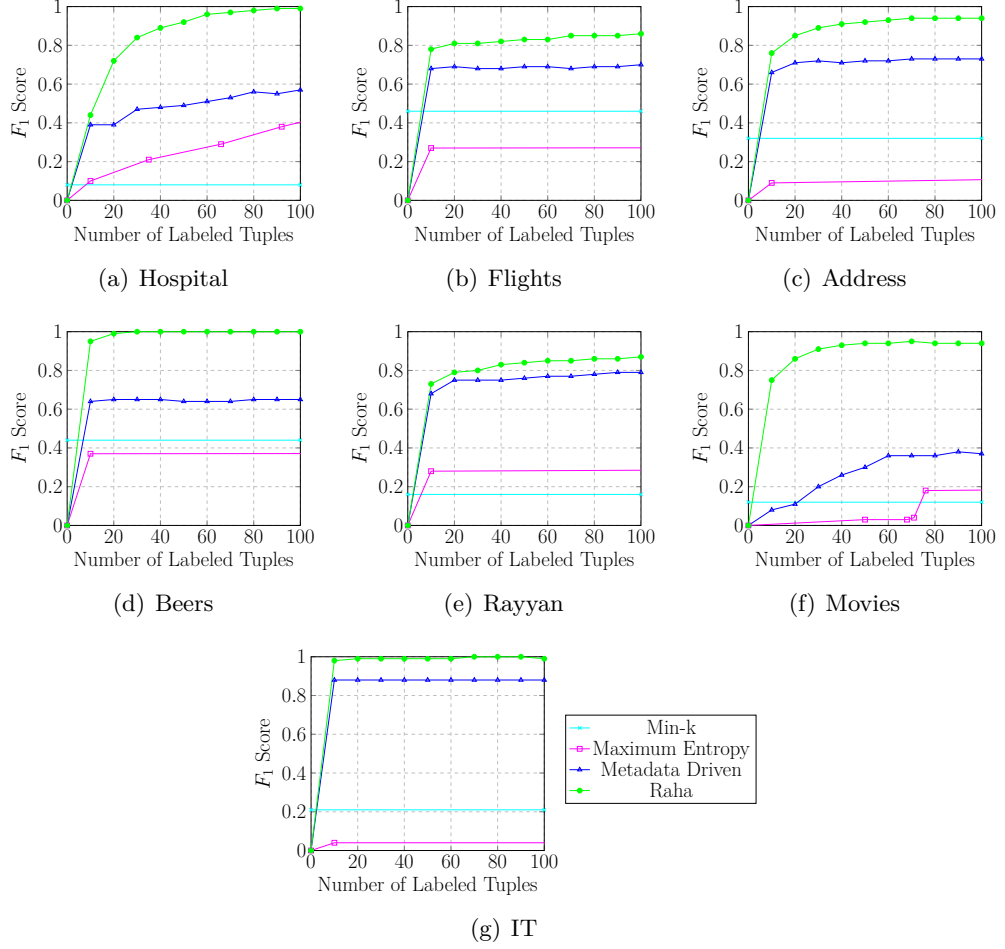 1
0.8
0.6
0.4
0.2
0
F1 Score
0 20 40 60 80 100
Number of Labeled Tuples
(a) Hospital
1
0.8
0.6
0.4
0.2
0
F1 Score
0 20 40 60 80 100
Number of Labeled Tuples
(b) Flights
1
0.8
0.6
0.4
0.2
0
F1 Score
0 20 40 60 80 100
Number of Labeled Tuples
(c) Address
1
0.8
0.6
0.4
0.2
0
F1 Score
0 20 40 60 80 100
Number of Labeled Tuples
(d) Beers
1
0.8
0.6
0.4
0.2
0
F1 Score
0 20 40 60 80 100
Number of Labeled Tuples
(e) Rayyan
1
0.8
0.6
0.4
0.2
0
F1 Score
0 20 40 60 80 100
Number of Labeled Tuples
(f) Movies
1
0.8
0.6
0.4
0.2
0
F1 Score
0 20 40 60 80 100
Number of Labeled Tuples
(g) IT
Min-k
Maximum Entropy
Metadata Driven
Raha